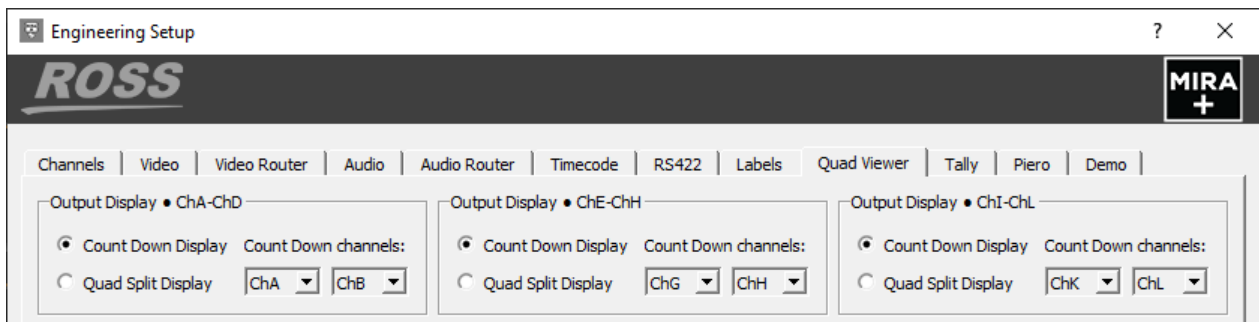 Engineering Setup ?
ROSS MIRA +
Channels Video Video Router Audio Audio Router Timecode RS422 Labels Quad Viewer Tally Piero Demo
Output Display ● ChA-ChD Output Display ● ChE-ChH Output Display ● ChI-ChL
Count Down Display Count Down channels: Count Down Display Count Down channels: Count Down Display Count Down channels:
Quad Split Display ChA ChB Quad Split Display ChG ChH Quad Split Display ChK ChL